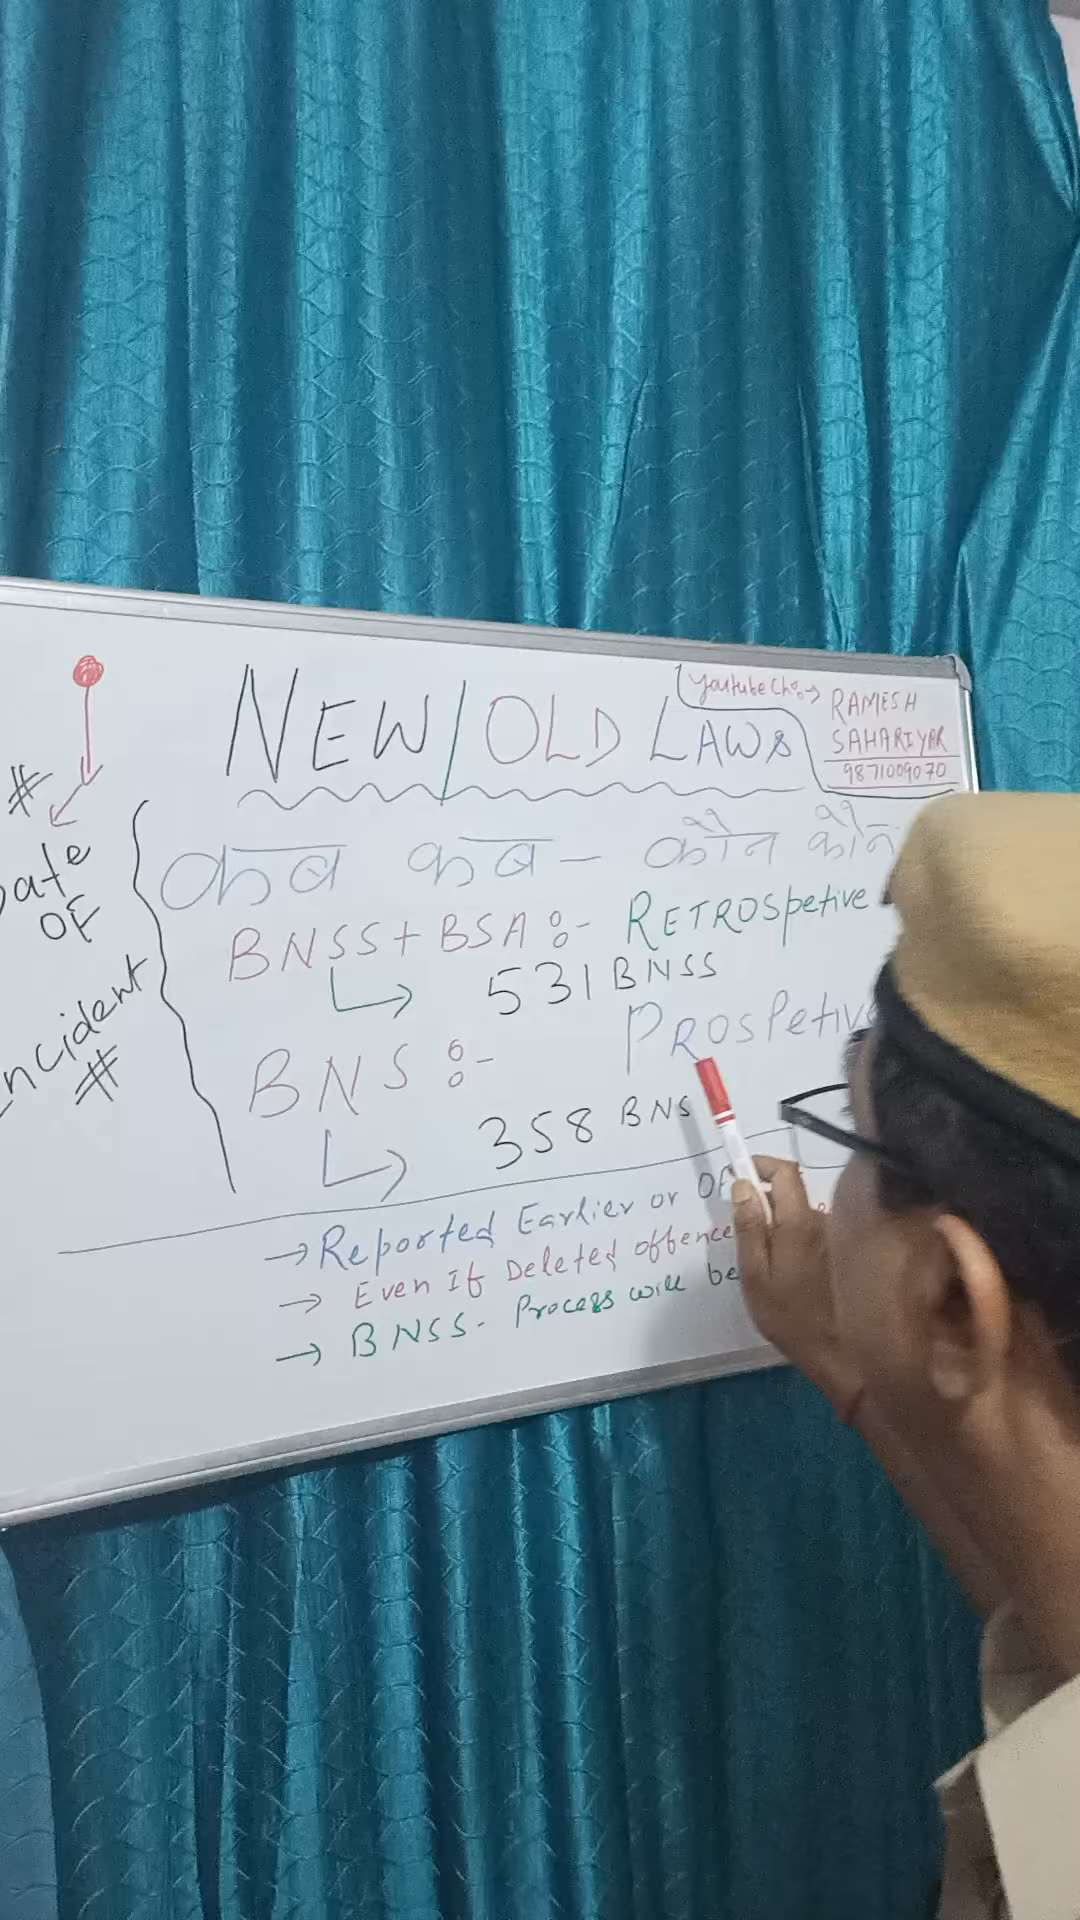 NEW/OLD LAWS
Youtube Ch:→ RAMESH
SAHARIYAR
9871009070
#
Date
OF
Incident
#
कब कब - कौन कौन
BNSS + BSA :- RETROSPetive
531 BNSS
BNS :- PROSPetive
358 BNS
→ Reported Earlier or
→ Even If Deleted offence
→ BNSS - Process will be